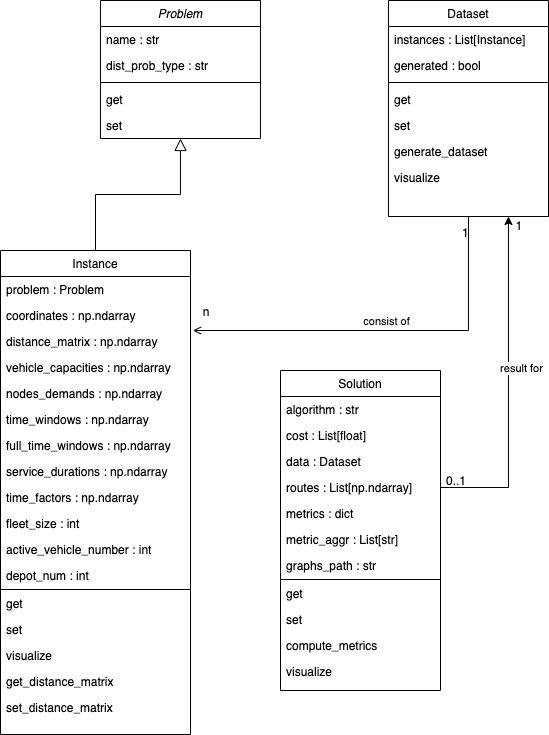 Problem
name : str
dist_prob_type : str
get
set
Dataset
instances : List[Instance]
generated : bool
get
set
generate_dataset
visualize
1
1
n
consist of
result for
0..1
Instance
problem : Problem
coordinates : np.ndarray
distance_matrix : np.ndarray
vehicle_capacities : np.ndarray
nodes_demands : np.ndarray
time_windows : np.ndarray
full_time_windows : np.ndarray
service_durations : np.ndarray
time_factors : np.ndarray
fleet_size : int
active_vehicle_number : int
depot_num : int
get
set
visualize
get_distance_matrix
set_distance_matrix
Solution
algorithm : str
cost : List[float]
data : Dataset
routes : List[np.ndarray]
metrics : dict
metric_aggr : List[str]
graphs_path : str
get
set
compute_metrics
visualize